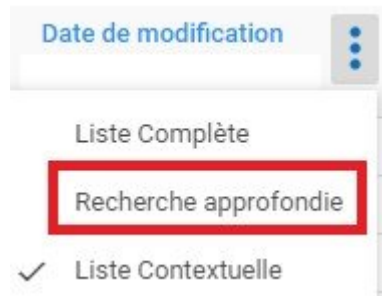 Date de modification
Liste Complète
Recherche approfondie
Liste Contextuelle